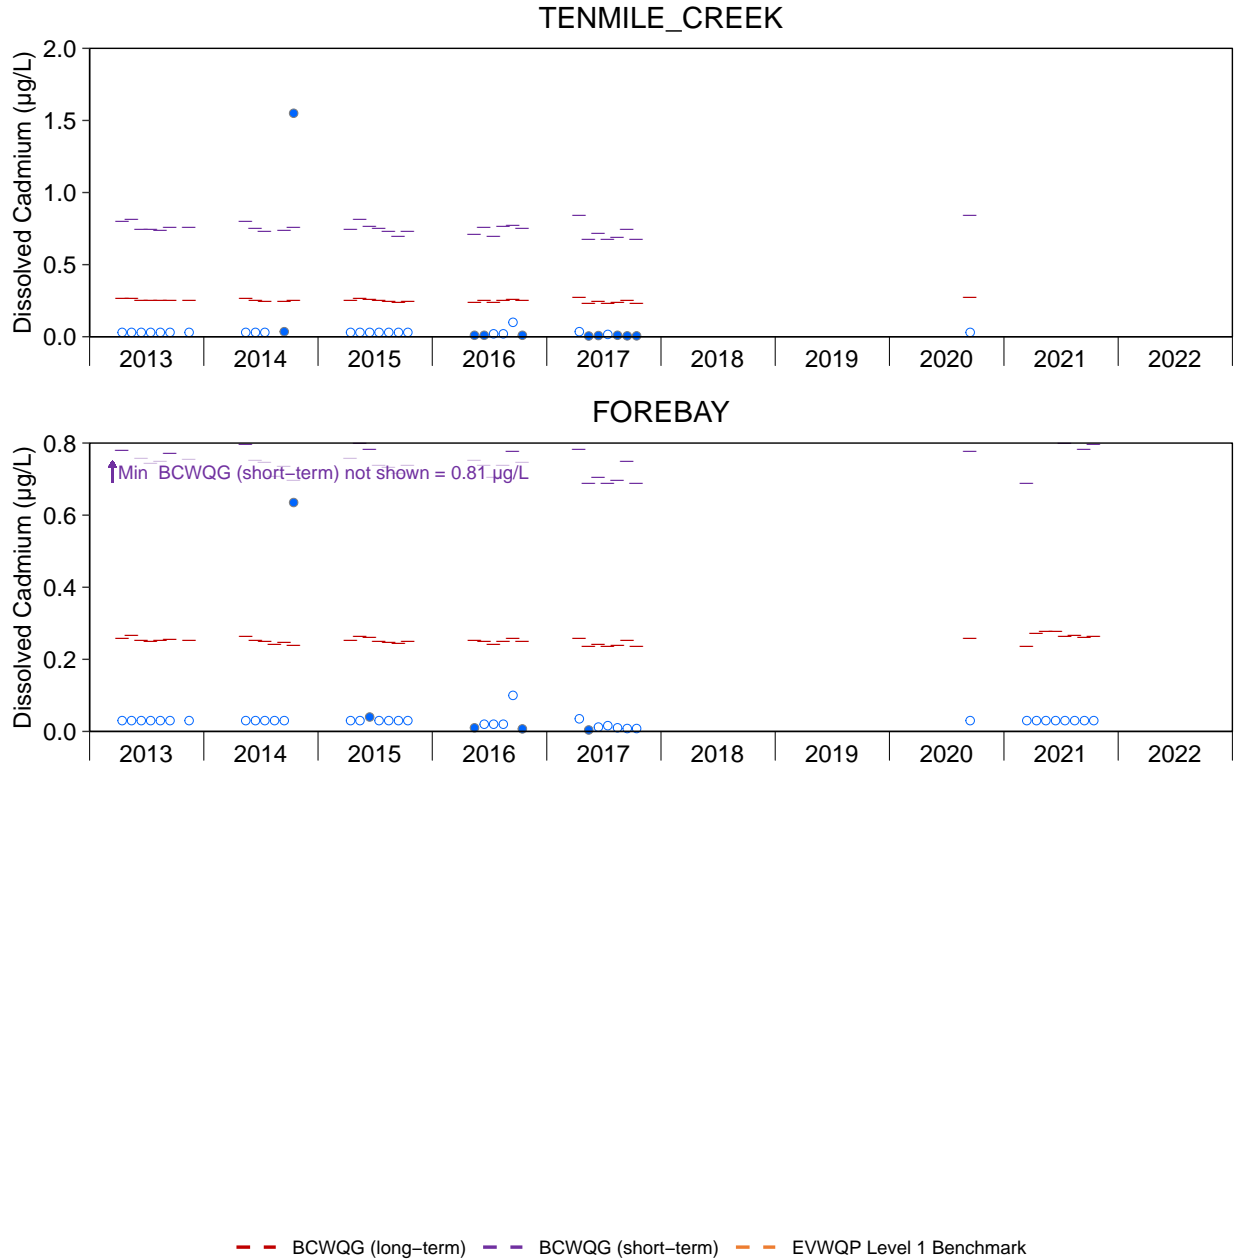 TENMILE_CREEK
Dissolved Cadmium (µg/L)
2.0
1.5
1.0
0.5
0.0
2013 2014 2015 2016 2017 2018 2019 2020 2021 2022
FOREBAY
Dissolved Cadmium (µg/L)
0.8
Min BCWQG (short−term) not shown = 0.81 µg/L
0.6
0.4
0.2
0.0
2013 2014 2015 2016 2017 2018 2019 2020 2021 2022
BCWQG (long−term) BCWQG (short−term) EVWQP Level 1 Benchmark